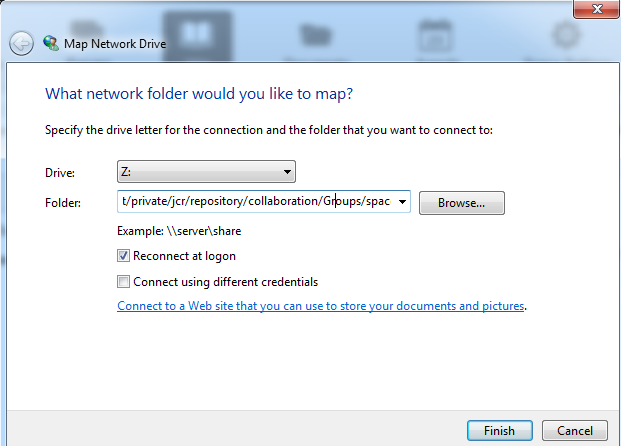 Map Network Drive
What network folder would you like to map?
Specify the drive letter for the connection and the folder that you want to connect to:
Drive: Z:
Folder: t/private/jcr/repository/collaboration/Groups/spac Browse...
Example: \\server\share
Reconnect at logon
Connect using different credentials
Connect to a Web site that you can use to store your documents and pictures.
Finish Cancel